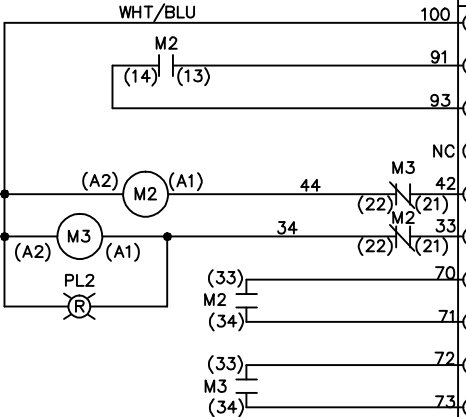 WHT/BLU 100
M2 91
(14) (13)
93
NC (
M3
(A2) M2 (A1) 44 42
(22) (21)
M2
M3 34 33
(A2) (A1) (22) (21)
PL2 (33) 70
R M2
(34) 71
(33) 72
M3
(34) 73